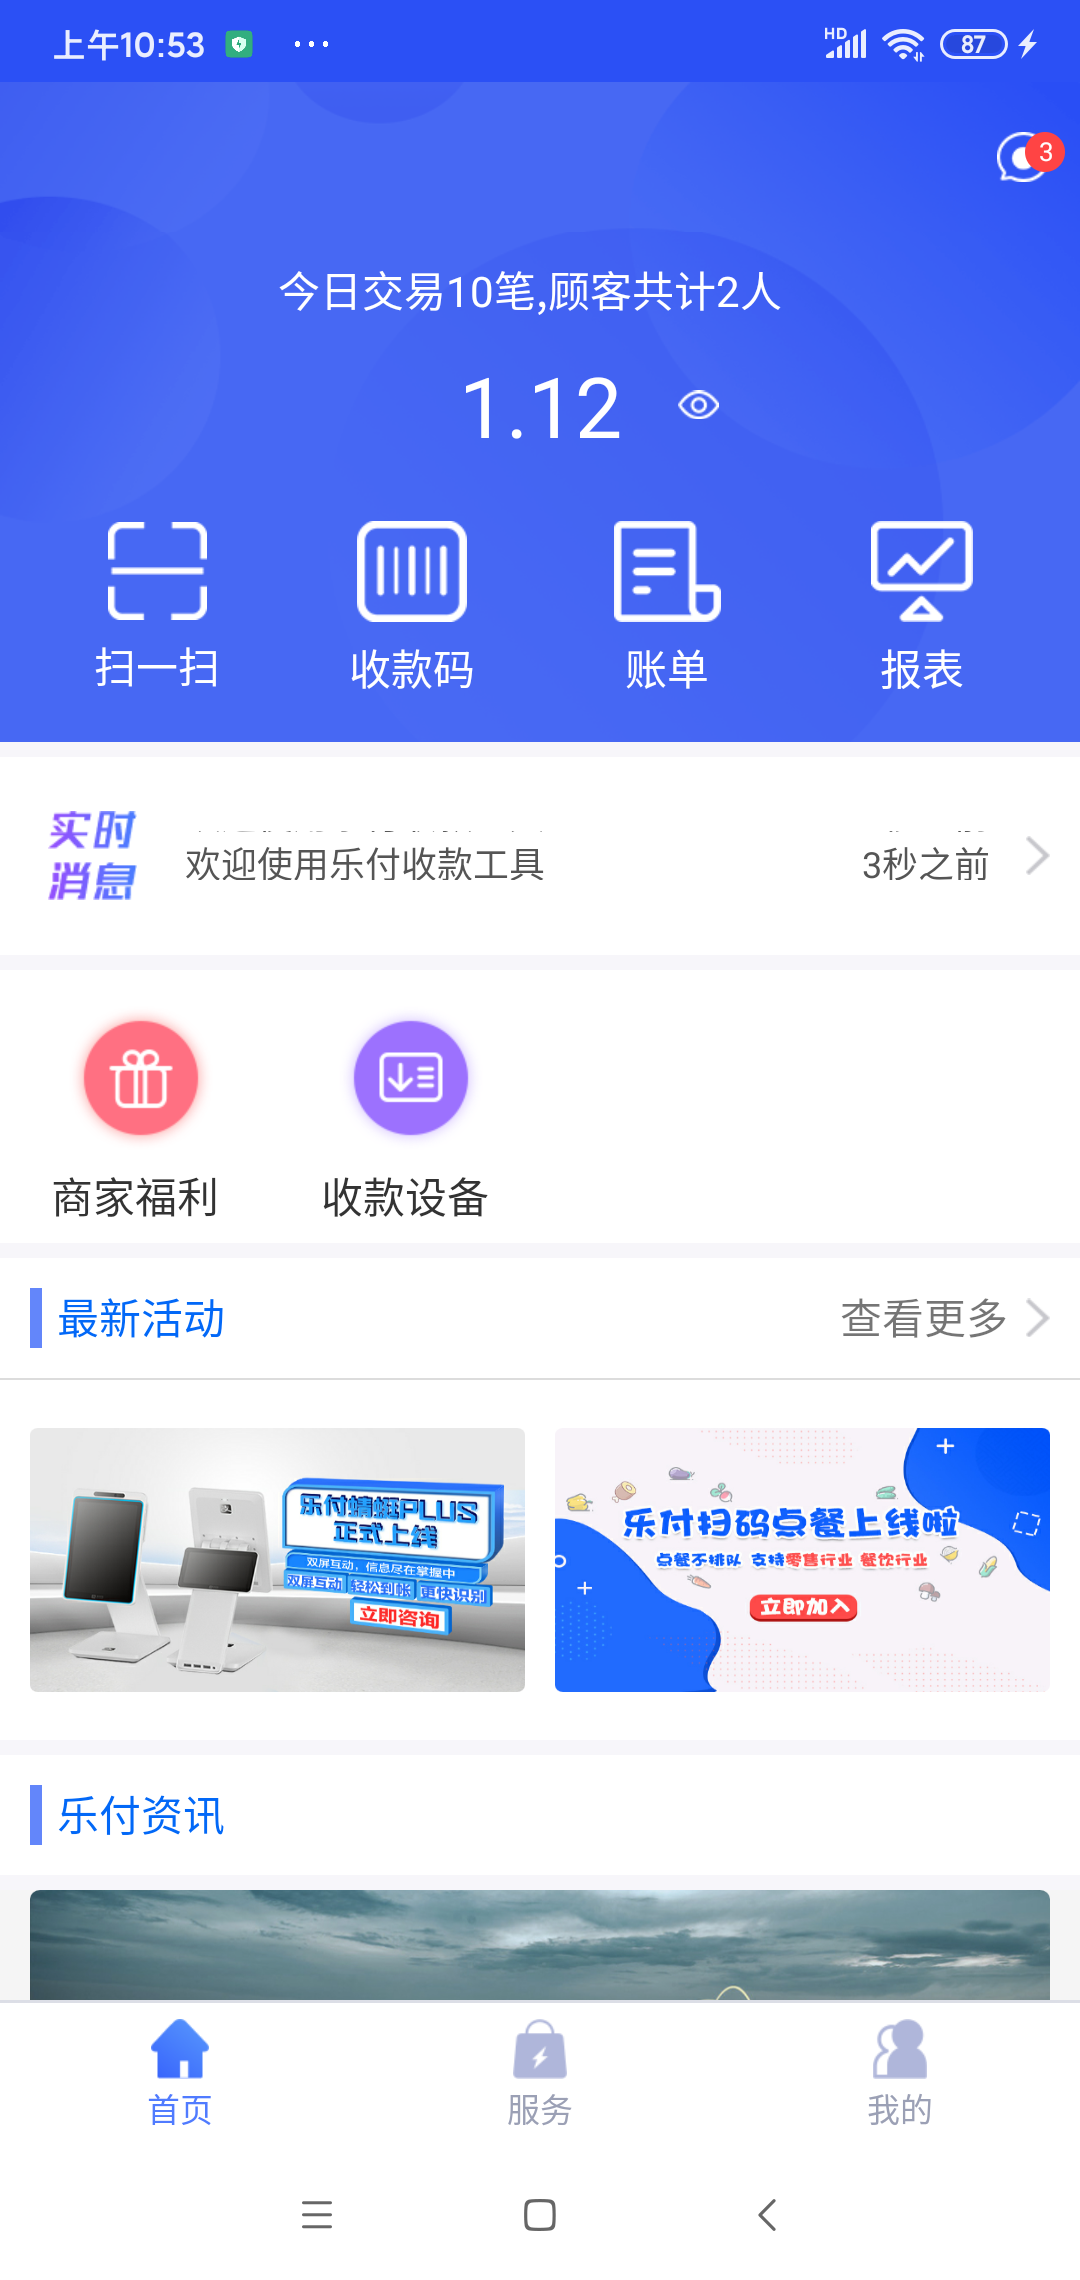 上午10:53
HD
87
3
今日交易10笔,顾客共计2人
1.12
扫一扫 收款码 账单 报表
实时
消息
欢迎使用乐付收款工具 3秒之前
商家福利 收款设备
最新活动 查看更多
乐付蜻蜓PLUS
正式上线
双屏互动，信息尽在掌握中
双屏互动 轻松到帐 更快识别
立即咨询
乐付扫码点餐上线啦
点餐不排队 支持零售行业 餐饮行业
立即加入
乐付资讯
首页 服务 我的